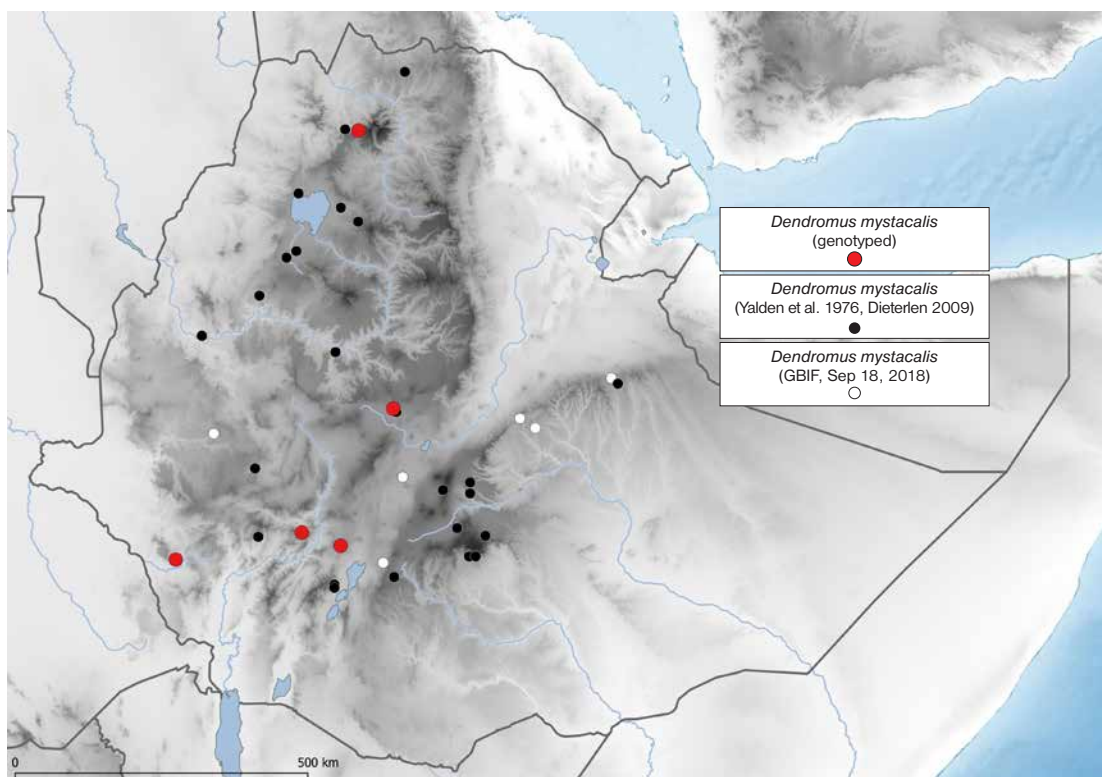 Dendromus mystacalis
(genotyped)
Dendromus mystacalis
(Yalden et al. 1976, Dieterlen 2009)
Dendromus mystacalis
(GBIF, Sep 18, 2018)
0 500 km